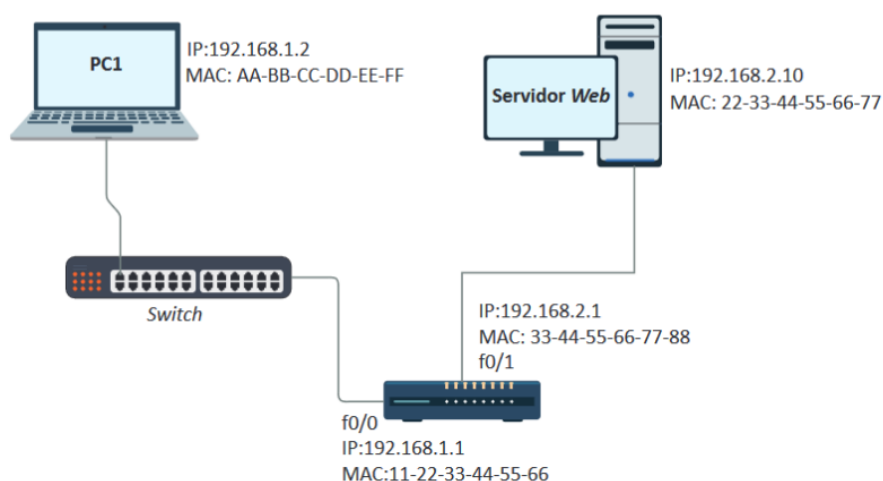 PC1
IP:192.168.1.2
MAC: AA-BB-CC-DD-EE-FF
Servidor Web
IP:192.168.2.10
MAC: 22-33-44-55-66-77
Switch
IP:192.168.2.1
MAC: 33-44-55-66-77-88
f0/1
f0/0
IP:192.168.1.1
MAC:11-22-33-44-55-66